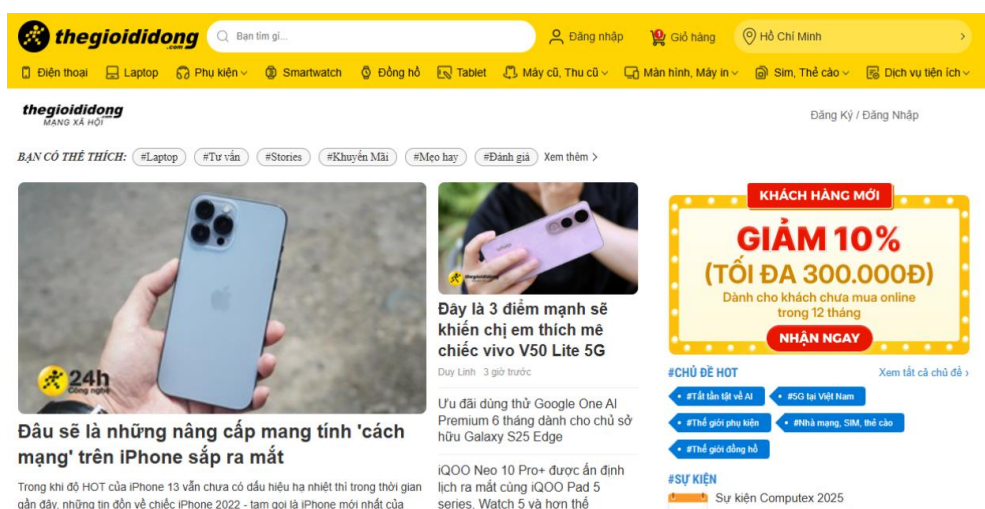 thegioididong
.com
Bạn tìm gì...
Đăng nhập
Giỏ hàng
Hồ Chí Minh
Điện thoại
Laptop
Phụ kiện
Smartwatch
Đồng hồ
Tablet
Máy cũ, Thu cũ
Màn hình, Máy in
Sim, Thẻ cào
Dịch vụ tiện ích
thegioididong
MẠNG XÃ HỘI
Đăng Ký / Đăng Nhập
BẠN CÓ THỂ THÍCH:
#Laptop
#Tư vấn
#Stories
#Khuyến Mãi
#Mẹo hay
#Đánh giá
Xem thêm >
24h
Công nghệ
Đâu sẽ là những nâng cấp mang tính 'cách
mạng' trên iPhone sắp ra mắt
Trong khi độ HOT của iPhone 13 vẫn chưa có dấu hiệu hạ nhiệt thì trong thời gian
gần đây, những tin đồn về chiếc iPhone 2022 - tạm gọi là iPhone mới nhất của
vivo
thegioididong
Đây là 3 điểm mạnh sẽ
khiến chị em thích mê
chiếc vivo V50 Lite 5G
Duy Linh 3 giờ trước
Ưu đãi dùng thử Google One AI
Premium 6 tháng dành cho chủ sở
hữu Galaxy S25 Edge
iQOO Neo 10 Pro+ được ấn định
lịch ra mắt cùng iQOO Pad 5
series, Watch 5 và hơn thế
KHÁCH HÀNG MỚI
GIẢM 10%
(TỐI ĐA 300.000Đ)
Dành cho khách chưa mua online
trong 12 tháng
NHẬN NGAY
#CHỦ ĐỀ HOT
Xem tất cả chủ đề ›
#Tất tần tật về AI
#5G tại Việt Nam
#Thế giới phụ kiện
#Nhà mạng, SIM, thẻ cào
#Thế giới đồng hồ
#SỰ KIỆN
Sự kiện Computex 2025